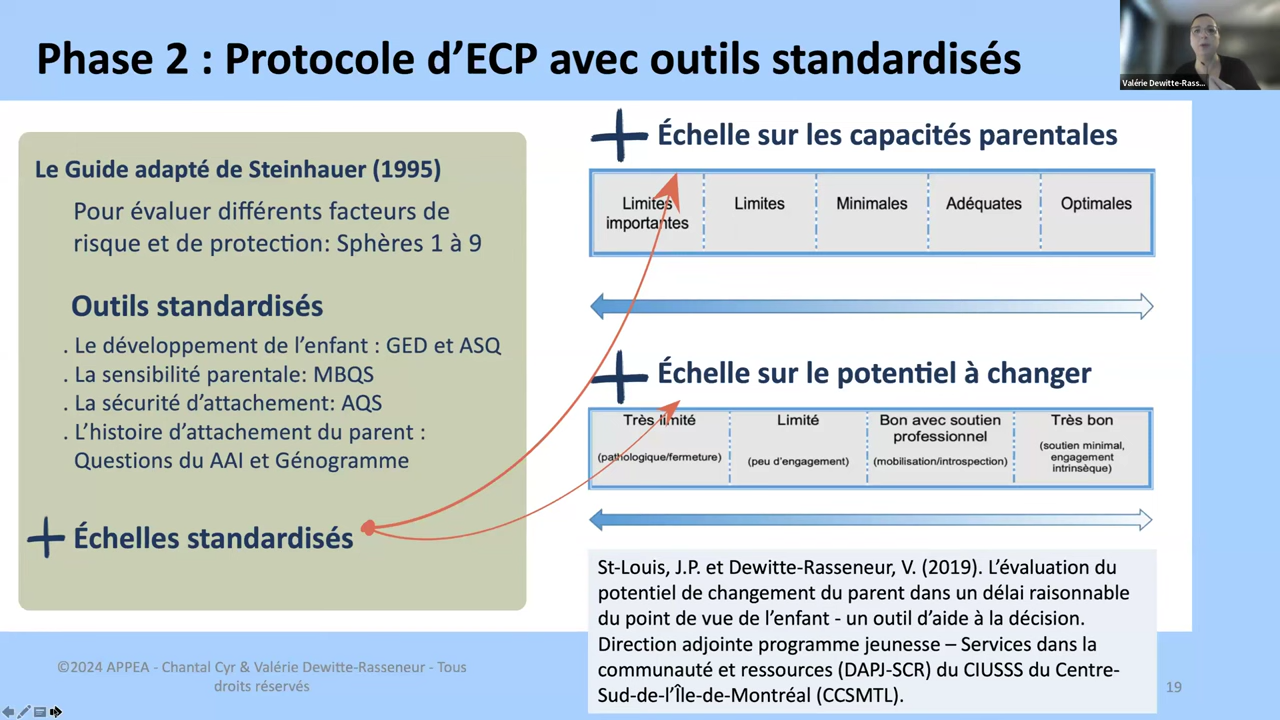 Phase 2 : Protocole d’ECP avec outils standardisés
Valérie Dewitte-Rass...
Le Guide adapté de Steinhauer (1995)
Pour évaluer différents facteurs de
risque et de protection: Sphères 1 à 9
Outils standardisés
. Le développement de l’enfant : GED et ASQ
. La sensibilité parentale: MBQS
. La sécurité d’attachement: AQS
. L’histoire d’attachement du parent :
Questions du AAI et Génogramme
+ Échelles standardisés
+ Échelle sur les capacités parentales
Limites
importantes
Limites
Minimales
Adéquates
Optimales
+ Échelle sur le potentiel à changer
Très limité
(pathologique/fermeture)
Limité
(peu d’engagement)
Bon avec soutien
professionnel
(mobilisation/introspection)
Très bon
(soutien minimal,
engagement
intrinsèque)
St-Louis, J.P. et Dewitte-Rasseneur, V. (2019). L’évaluation du
potentiel de changement du parent dans un délai raisonnable
du point de vue de l’enfant - un outil d’aide à la décision.
Direction adjointe programme jeunesse – Services dans la
communauté et ressources (DAPJ-SCR) du CIUSSS du Centre-
Sud-de-l’Île-de-Montréal (CCSMTL).
©2024 APPEA - Chantal Cyr & Valérie Dewitte-Rasseneur - Tous
droits réservés
19